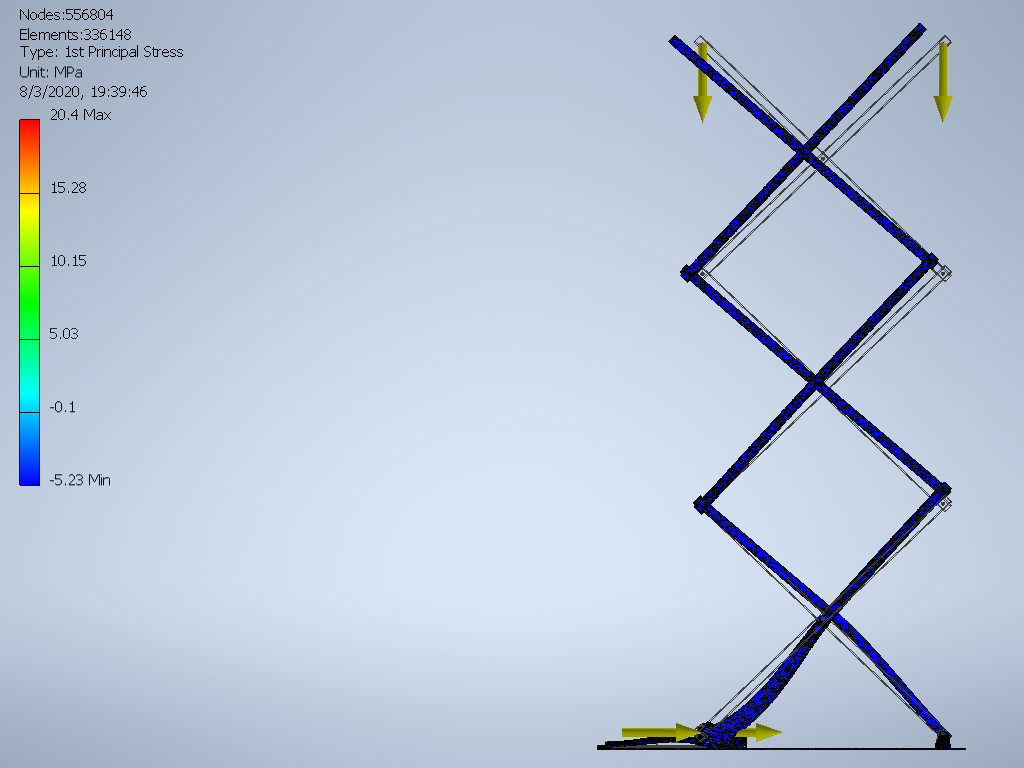 Nodes:556804
Elements:336148
Type: 1st Principal Stress
Unit: MPa
8/3/2020, 19:39:46
20.4 Max
15.28
10.15
5.03
-0.1
-5.23 Min